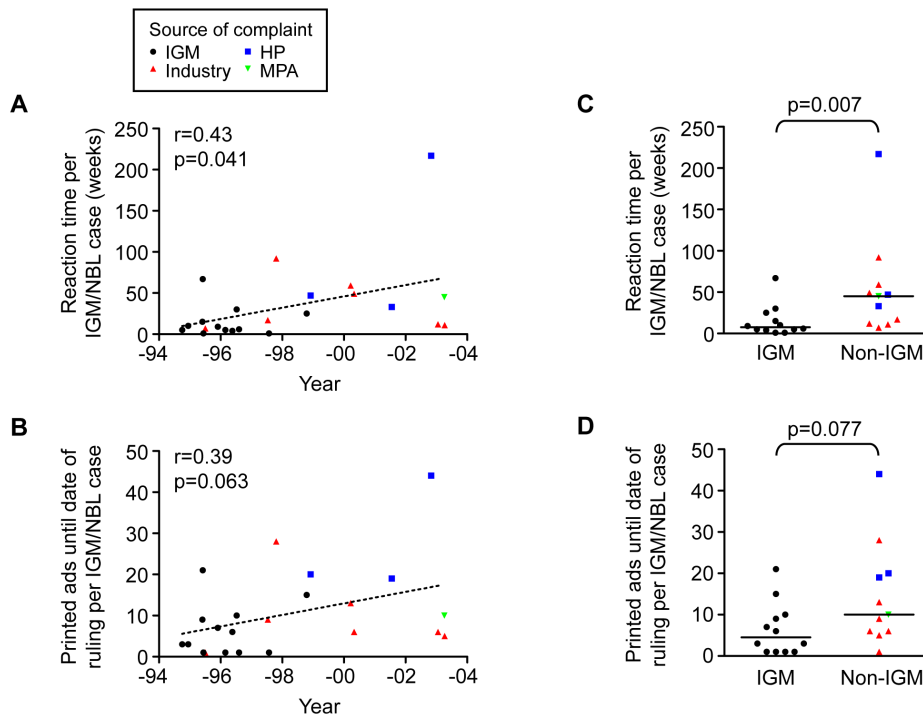 Source of complaint
IGM HP
Industry MPA
A
r=0.43
p=0.041
Reaction time per
IGM/NBL case (weeks)
250
200
150
100
50
0
-94 -96 -98 -00 -02 -04
Year
C
p=0.007
Reaction time per
IGM/NBL case (weeks)
250
200
150
100
50
0
IGM Non-IGM
B
r=0.39
p=0.063
Printed ads until date of
ruling per IGM/NBL case
50
40
30
20
10
0
-94 -96 -98 -00 -02 -04
Year
D
p=0.077
Printed ads until date of
ruling per IGM/NBL case
50
40
30
20
10
0
IGM Non-IGM